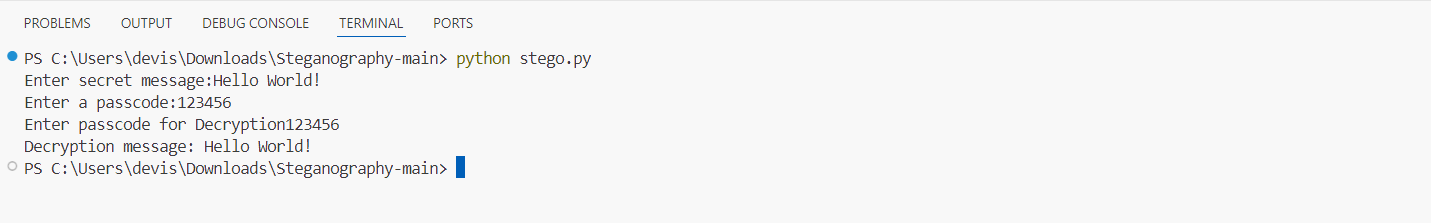 PROBLEMS OUTPUT DEBUG CONSOLE TERMINAL PORTS
PS C:\Users\devis\Downloads\Steganography-main> python stego.py
Enter secret message:Hello World!
Enter a passcode:123456
Enter passcode for Decryption123456
Decryption message: Hello World!
PS C:\Users\devis\Downloads\Steganography-main>